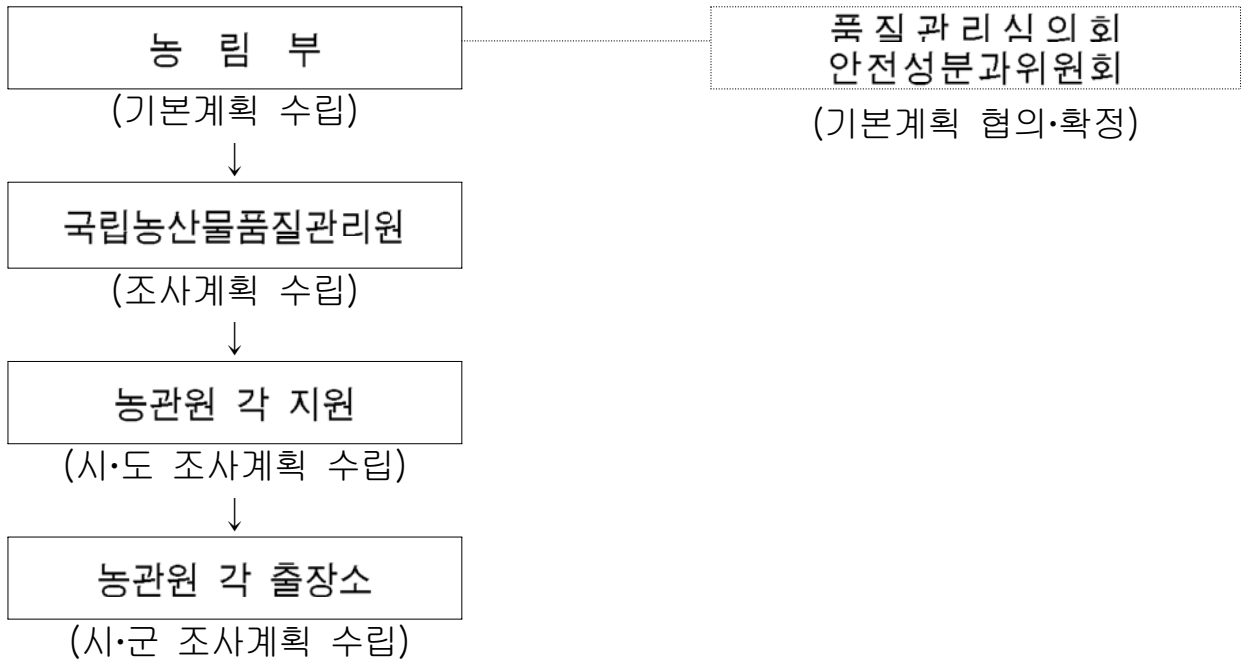 농 림 부
(기본계획 수립)
품질관리심의회
안전성분과위원회
(기본계획 협의·확정)
↓
국립농산물품질관리원
(조사계획 수립)
↓
농관원 각 지원
(시·도 조사계획 수립)
↓
농관원 각 출장소
(시·군 조사계획 수립)